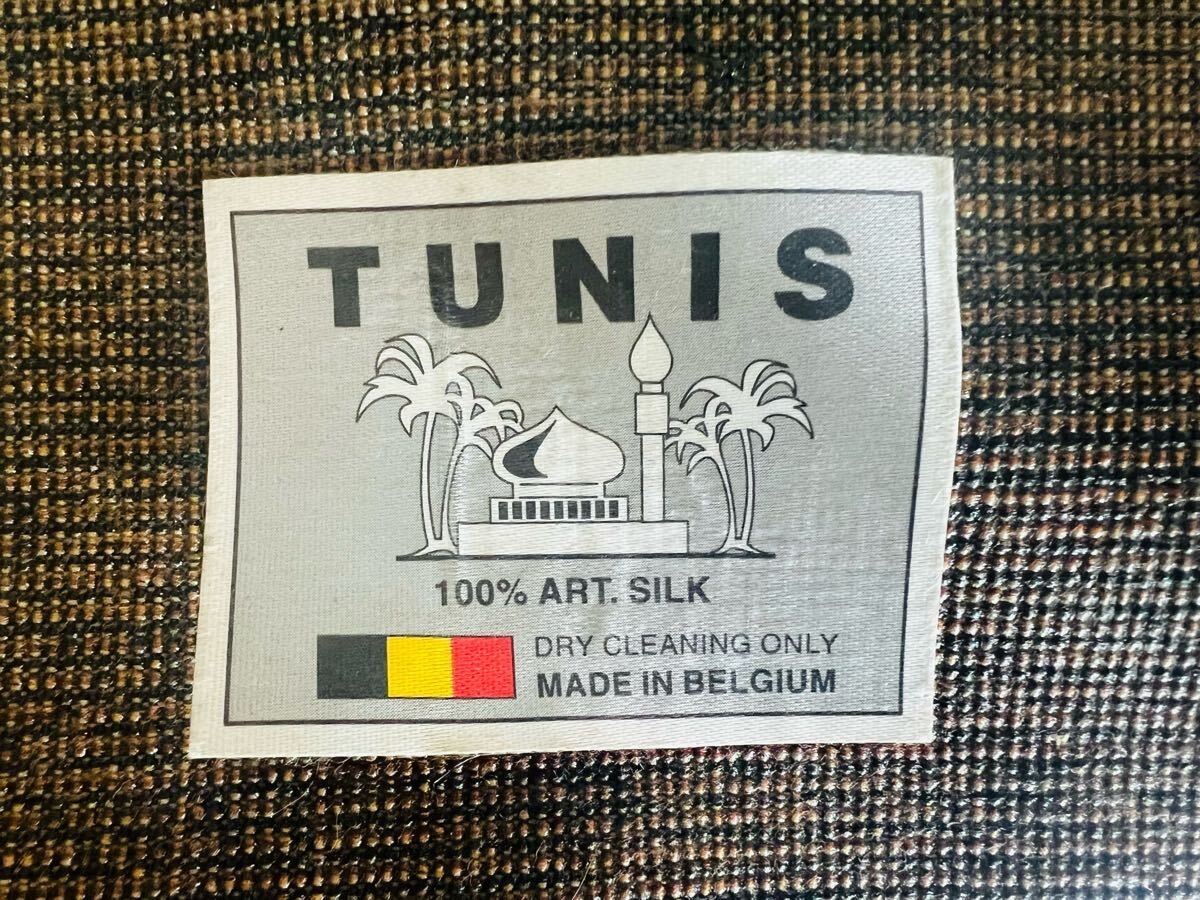 TUNIS
100% ART. SILK
DRY CLEANING ONLY
MADE IN BELGIUM